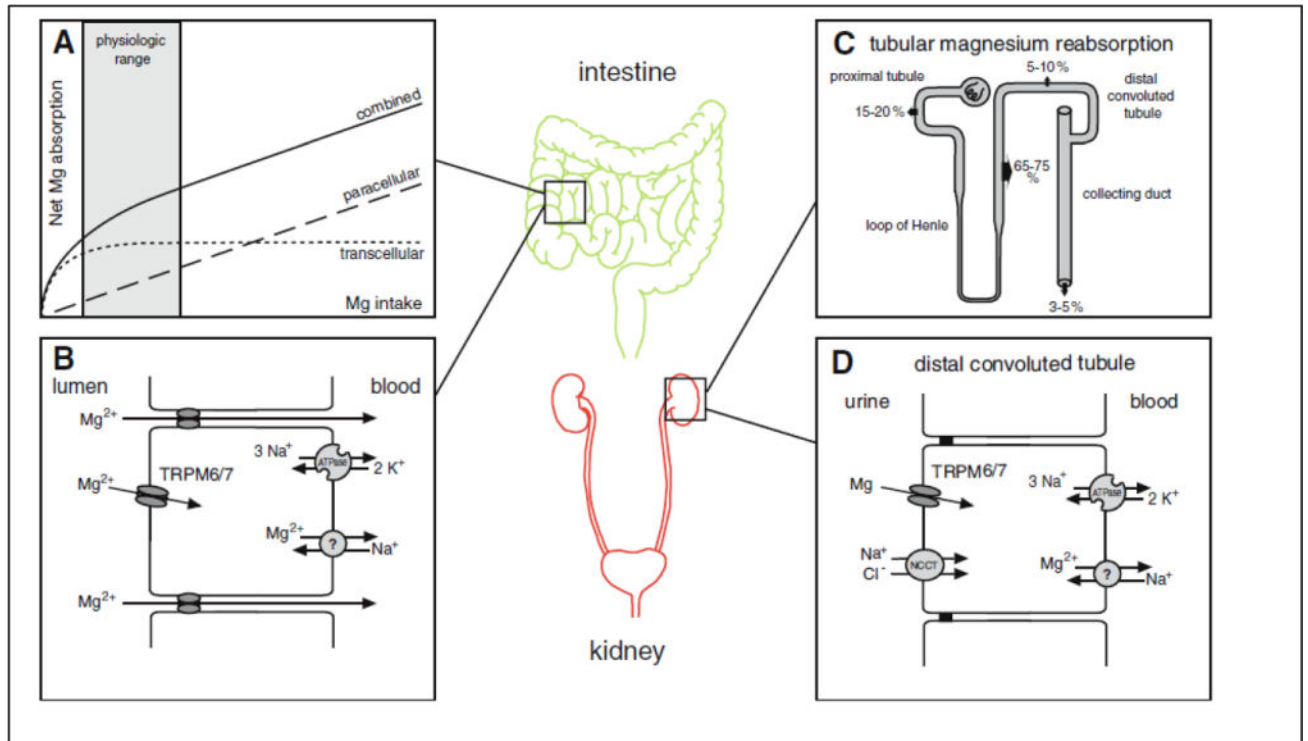 A
physiologic
range
Net Mg absorption
combined
paracellular
transcellular
Mg intake
B
lumen
blood
Mg²⁺
3 Na⁺
ATPase
2 K⁺
TRPM6/7
Mg²⁺
Mg²⁺
?
Na⁺
Mg²⁺
intestine
kidney
C
tubular magnesium reabsorption
proximal tubule
5-10 %
distal
convoluted
tubule
15-20 %
65-75
%
loop of Henle
collecting duct
3-5 %
D
distal convoluted tubule
urine
blood
TRPM6/7
Mg
3 Na⁺
ATPase
2 K⁺
Na⁺
Cl⁻
NCCT
Mg²⁺
?
Na⁺